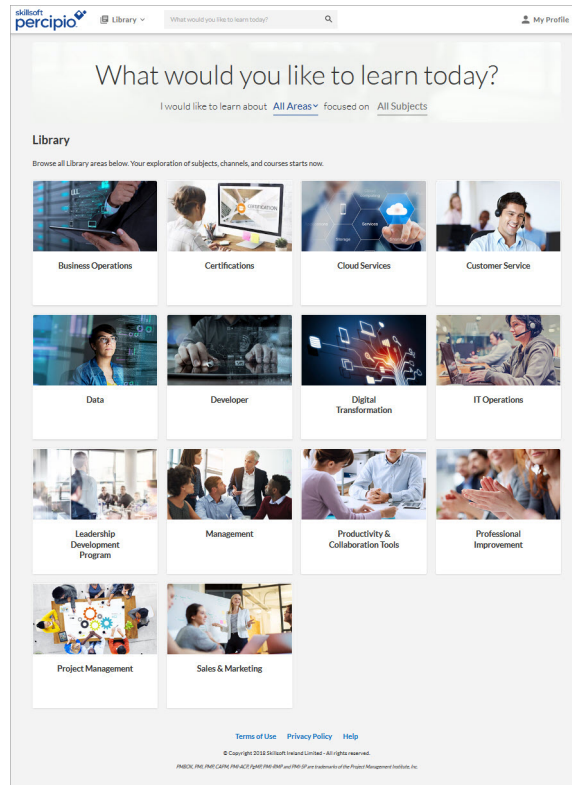 skillsoft
percipio
Library
What would you like to learn today?
My Profile
What would you like to learn today?
I would like to learn about All Areas focused on All Subjects
Library
Browse all Library areas below. Your exploration of subjects, channels, and courses starts now.
CERTIFICATION
Services
Storage
Business Operations
Certifications
Cloud Services
Customer Service
Data
Developer
Digital
Transformation
IT Operations
Leadership
Development
Program
Management
Productivity &
Collaboration Tools
Professional
Improvement
Project Management
Sales & Marketing
Terms of Use Privacy Policy Help
© Copyright 2018 Skillsoft Ireland Limited - All rights reserved.
PMBOK, PMI, PMP, CAPM, PMI-ACP, PgMP, PMI-RMP and PMI-SP are trademarks of the Project Management Institute, Inc.